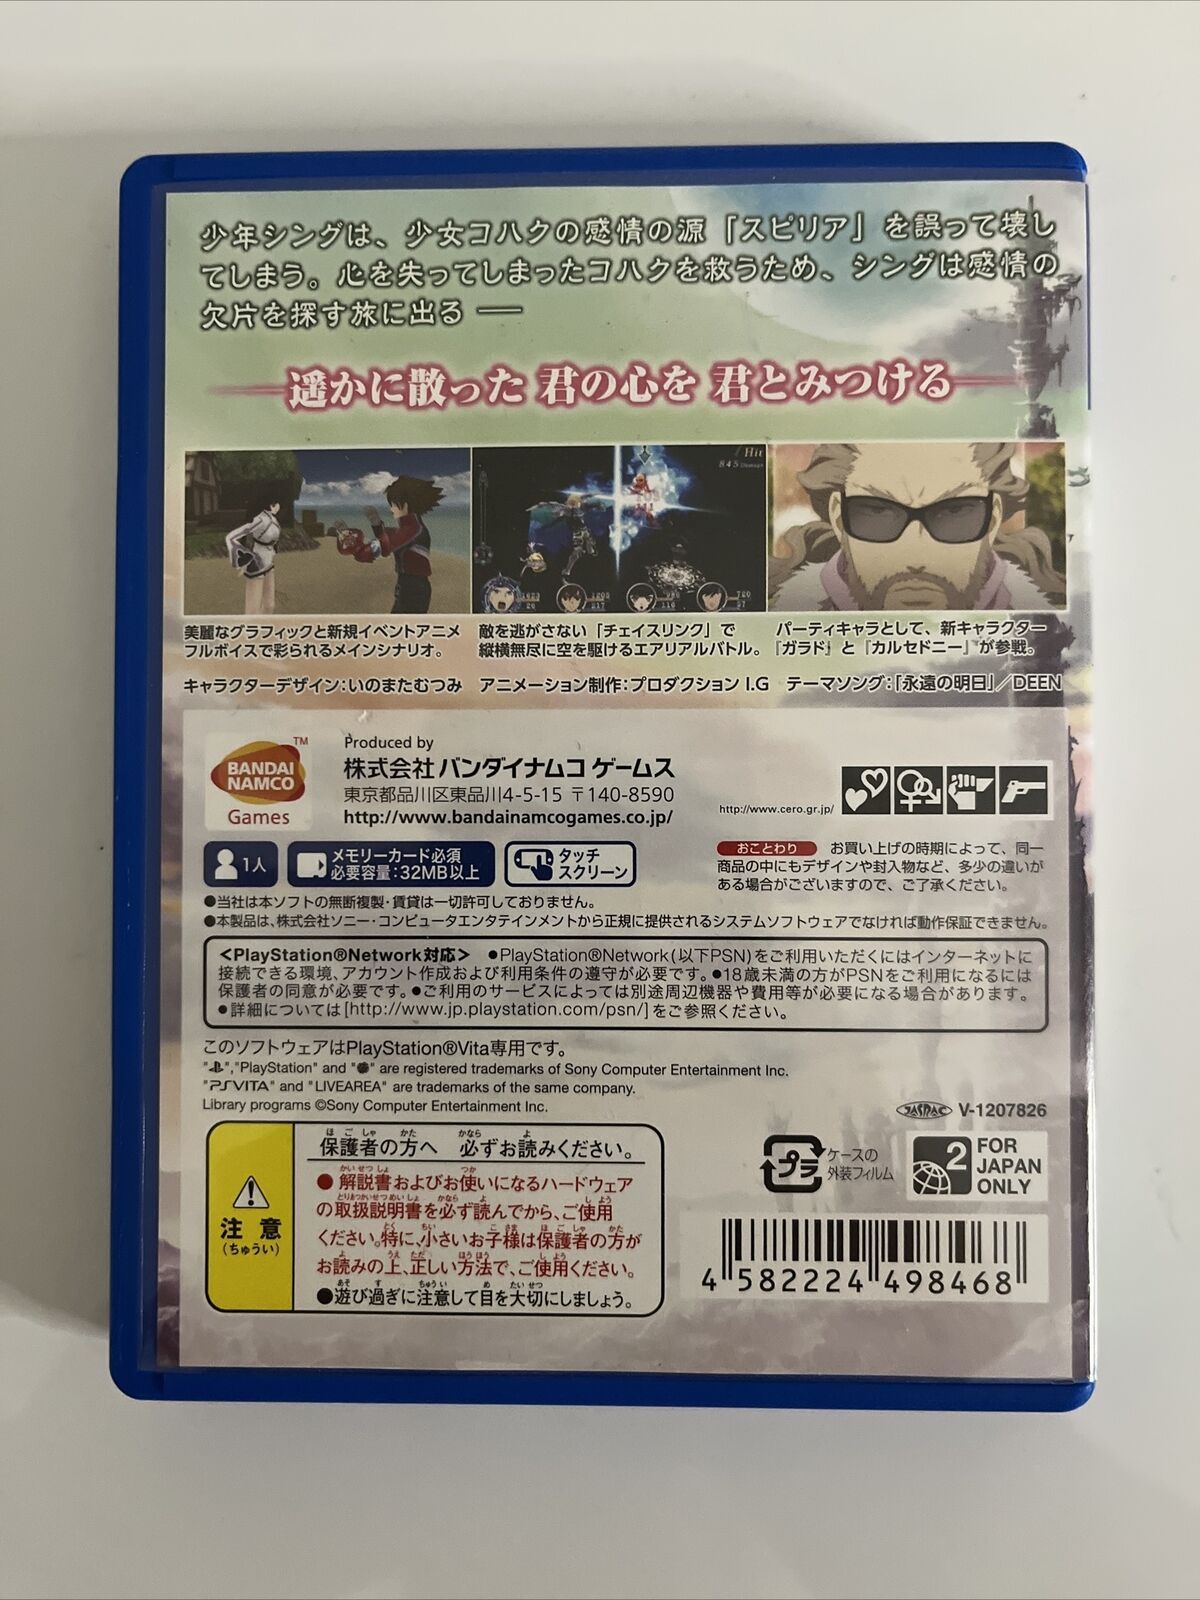 少年シングは、少女コハクの感情の源「スピリア」を誤って壊し
てしまう。心を失ってしまったコハクを救うため、シングは感情の
欠片を探す旅に出る ―
遥かに散った 君の心を 君とみつける
Hit
845 Damage
1623
26
1205
217
986
116
720
57
美麗なグラフィックと新規イベントアニメ
フルボイスで彩られるメインシナリオ。
敵を逃がさない「チェイスリンク」で
縦横無尽に空を駆けるエアリアルバトル。
パーティキャラとして、新キャラクター
『ガラド』と『カルセドニー』が参戦。
キャラクターデザイン:いのまたむつみ アニメーション制作:プロダクション I.G テーマソング:「永遠の明日」/DEEN
BANDAI
NAMCO
Games
TM
Produced by
株式会社 バンダイナムコ ゲームス
東京都品川区東品川4-5-15 〒140-8590
http://www.bandainamcogames.co.jp/
http://www.cero.gr.jp/
1人
メモリーカード必須
必要容量:32MB以上
タッチ
スクリーン
おことわり お買い上げの時期によって、同一
商品の中にもデザインや封入物など、多少の違いが
ある場合がございますので、ご了承ください。
●当社は本ソフトの無断複製・賃貸は一切許可しておりません。
●本製品は、株式会社ソニー・コンピュータエンタテインメントから正規に提供されるシステムソフトウェアでなければ動作保証できません。
<PlayStation®Network対応> ●PlayStation®Network(以下PSN)をご利用いただくにはインターネットに
接続できる環境、アカウント作成および利用条件の遵守が必要です。●18歳未満の方がPSNをご利用になるには
保護者の同意が必要です。●ご利用のサービスによっては別途周辺機器や費用等が必要になる場合があります。
●詳細については[http://www.jp.playstation.com/psn/]をご参照ください。
このソフトウェアはPlayStation®Vita専用です。
"","PlayStation" and "" are registered trademarks of Sony Computer Entertainment Inc.
"PSVITA" and "LIVEAREA" are trademarks of the same company.
Library programs ©Sony Computer Entertainment Inc.
JASRAC V-1207826
保護者の方へ 必ずお読みください。
●解説書およびお使いになるハードウェア
の取扱説明書を必ず読んでから、ご使用
ください。特に、小さいお子様は保護者の方が
お読みの上、正しい方法で、ご使用ください。
●遊び過ぎに注意して目を大切にしましょう。
注意
(ちゅうい)
プラ
ケースの
外装フィルム
2
FOR
JAPAN
ONLY
4 582224 498468